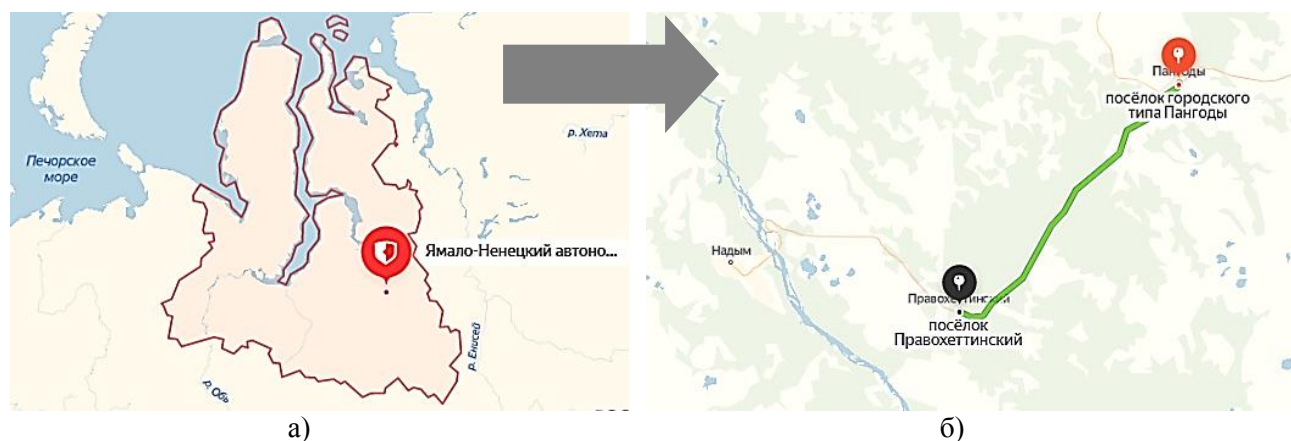 Печорское
море
р. Хета
Ямало-Ненецкий автоно...
р. Енисей
р. Обь
а)
Пангоды
посёлок городского
типа Пангоды
Надым
Правохеттинский
посёлок
Правохеттинский
б)